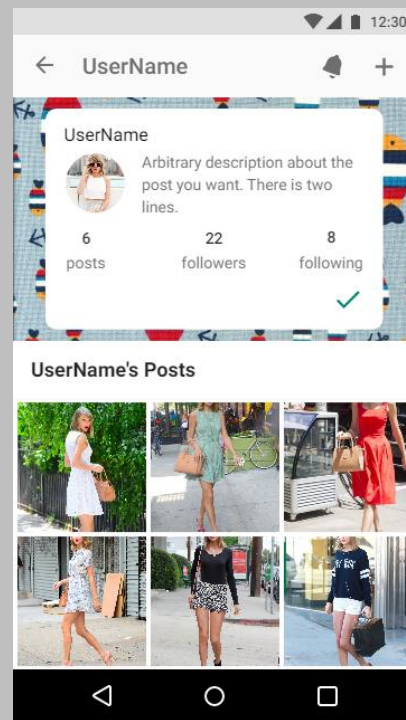 12:30
UserName
UserName
Arbitrary description about the
post you want. There is two
lines.
6 22 8
posts followers following
UserName's Posts